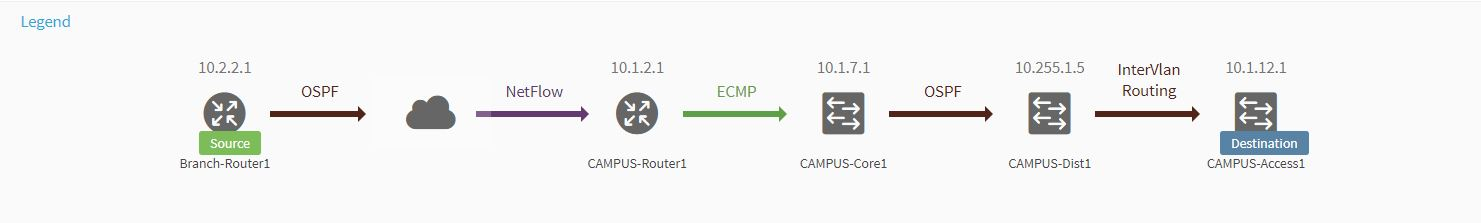 Legend
10.2.2.1
OSPF
NetFlow
10.1.2.1
ECMP
10.1.7.1
OSPF
10.255.1.5
InterVlan
Routing
10.1.12.1
Source
Branch-Router1
CAMPUS-Router1
CAMPUS-Core1
CAMPUS-Dist1
Destination
CAMPUS-Access1